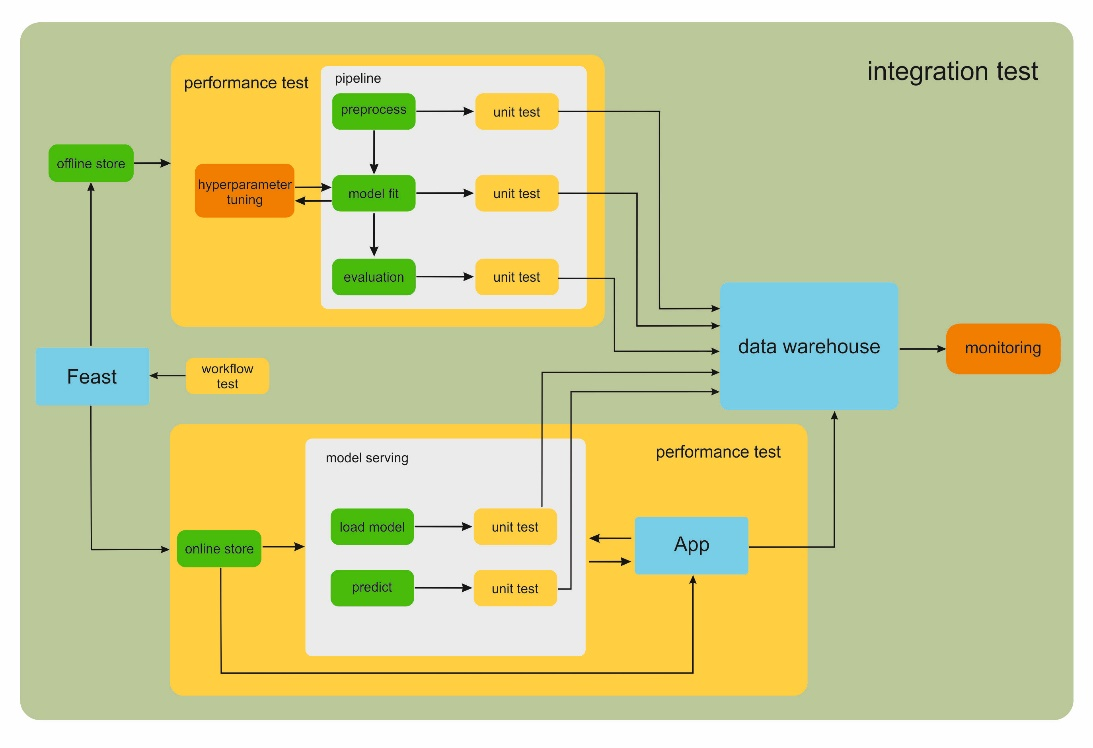 integration test
performance test
pipeline
preprocess
unit test
offline store
hyperparameter
tuning
model fit
unit test
evaluation
unit test
data warehouse
monitoring
Feast
workflow
test
performance test
model serving
load model
unit test
online store
App
predict
unit test